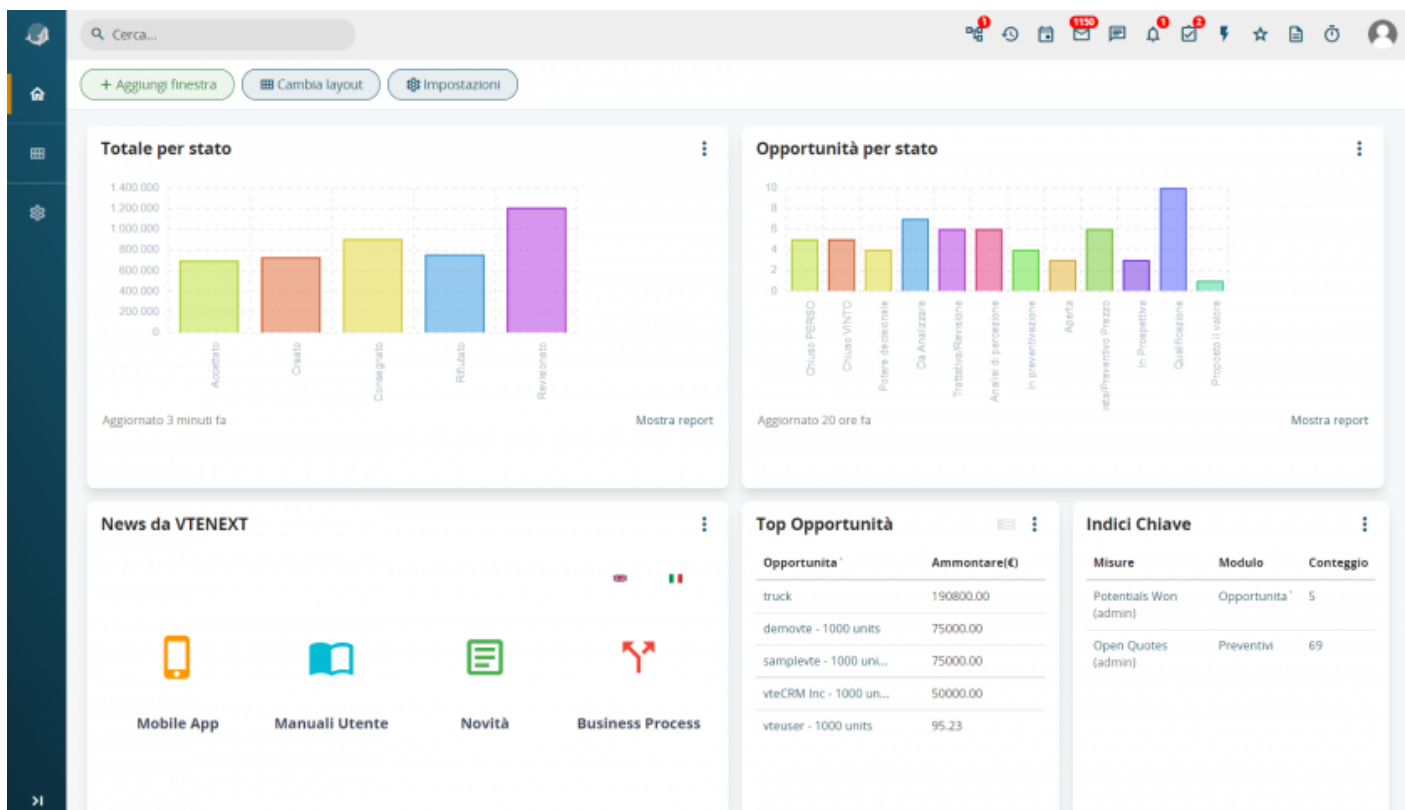 Cerca...
1
1150
1
2
+ Aggiungi finestra
Cambia layout
Impostazioni
Totale per stato
1.400.000
1.200.000
1.000.000
800.000
600.000
400.000
200.000
0
Accettato
Creato
Consegnato
Rifiutato
Revisionato
Aggiornato 3 minuti fa
Mostra report
Opportunità per stato
10
8
6
4
2
0
Chiuso PERSO
Chiuso VINTO
Potere decisionale
Da Analizzare
Trattativa/Revisione
Analisi di percezione
In preventivazione
Aperta
Preventivo Prezzo
In Prospettiva
Qualificazione
Proposto il valore
Aggiornato 20 ore fa
Mostra report
News da VTENEXT
Mobile App
Manuali Utente
Novità
Business Process
Top Opportunità
Opportunita` Ammontare(€)
truck 190800.00
demovte - 1000 units 75000.00
samplevte - 1000 uni... 75000.00
vteCRM Inc - 1000 un... 50000.00
vteuser - 1000 units 95.23
Indici Chiave
Misure Modulo Conteggio
Potentials Won Opportunita` 5
(admin)
Open Quotes Preventivi 69
(admin)